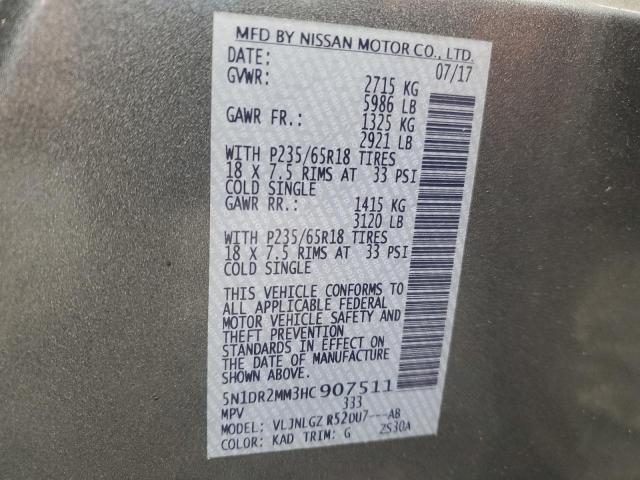 MFD BY NISSAN MOTOR CO., LTD.
DATE: 07/17
GVWR: 2715 KG
5986 LB
GAWR FR.: 1325 KG
2921 LB
WITH P235/65R18 TIRES
18 X 7.5 RIMS AT 33 PSI
COLD SINGLE
GAWR RR.: 1415 KG
3120 LB
WITH P235/65R18 TIRES
18 X 7.5 RIMS AT 33 PSI
COLD SINGLE
THIS VEHICLE CONFORMS TO
ALL APPLICABLE FEDERAL
MOTOR VEHICLE SAFETY AND
THEFT PREVENTION
STANDARDS IN EFFECT ON
THE DATE OF MANUFACTURE
SHOWN ABOVE.
5N1DR2MM3HC907511
MPV 333
MODEL: VLJNLGZ R52DU7---AB
COLOR: KAD TRIM: G ZS30A